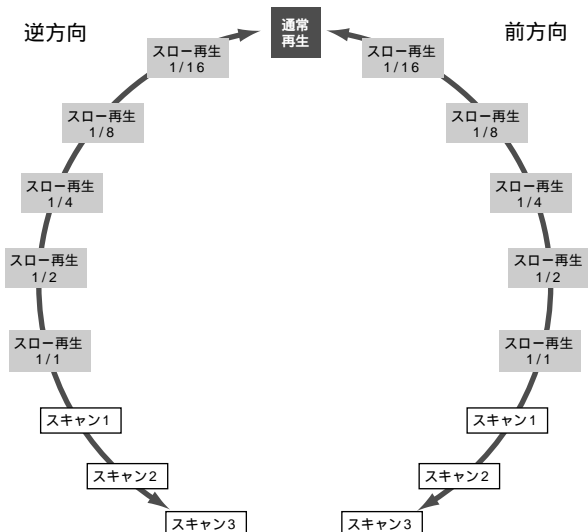 逆方向
通常
再生
前方向
スロー再生
1/16
スロー再生
1/16
スロー再生
1/8
スロー再生
1/8
スロー再生
1/4
スロー再生
1/4
スロー再生
1/2
スロー再生
1/2
スロー再生
1/1
スロー再生
1/1
スキャン1
スキャン1
スキャン2
スキャン2
スキャン3
スキャン3